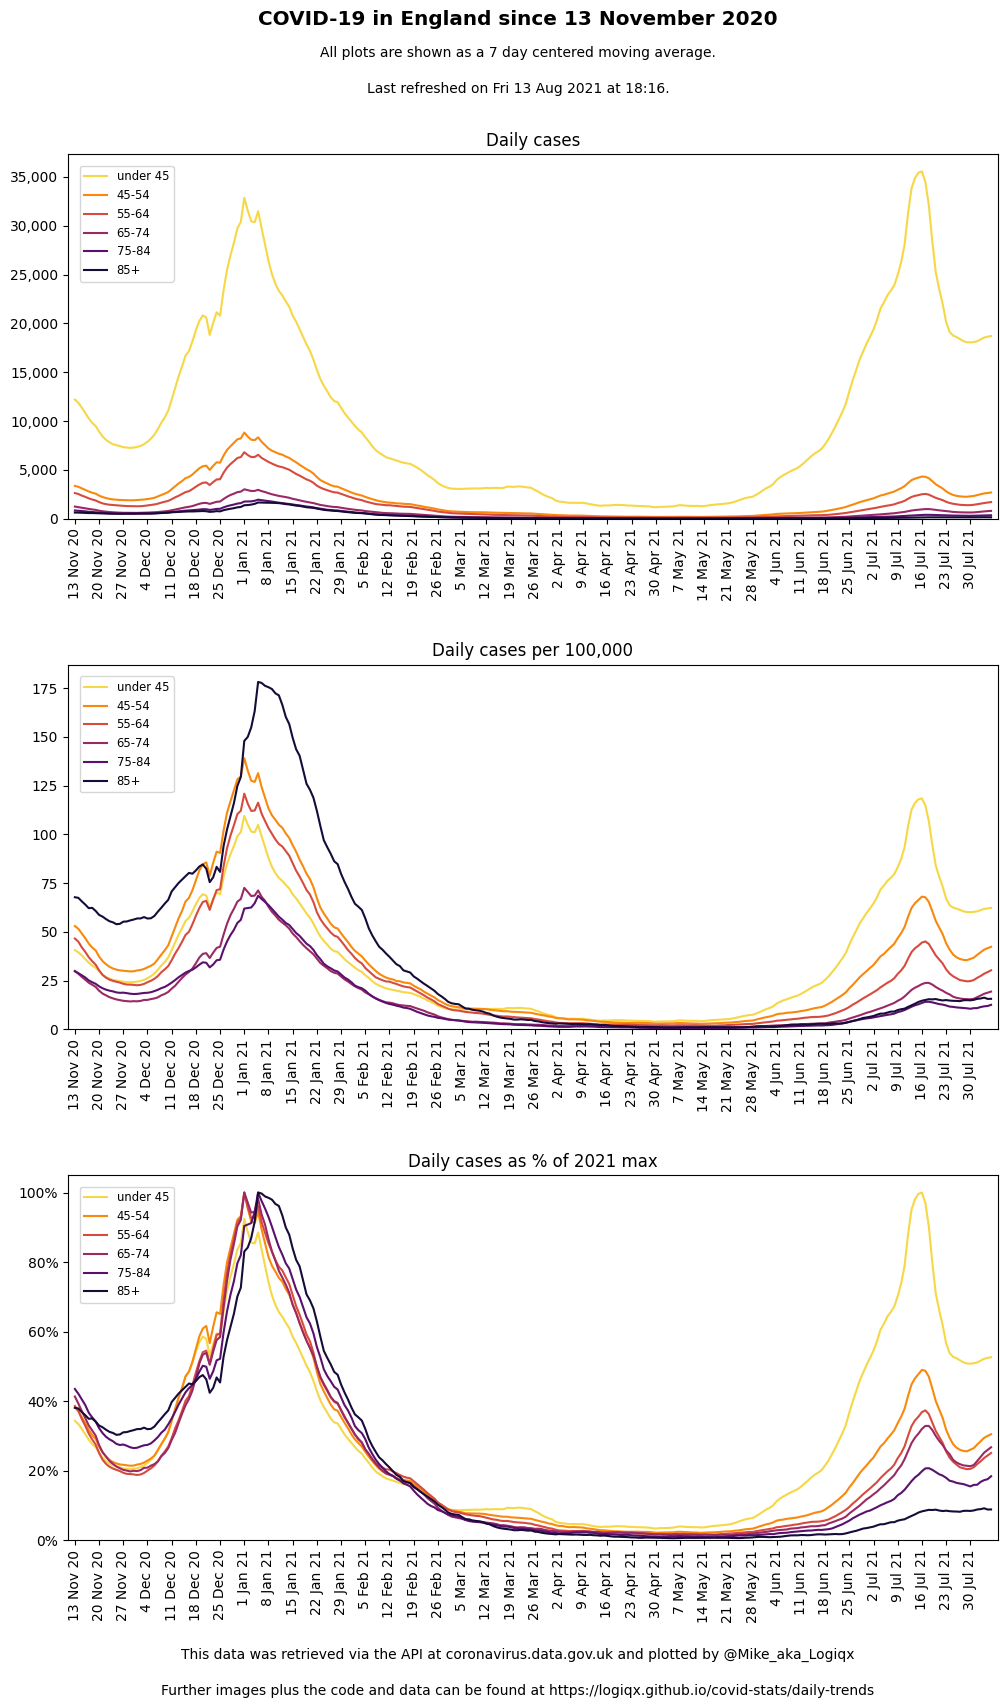 COVID-19 in England since 13 November 2020
All plots are shown as a 7 day centered moving average.
Last refreshed on Fri 13 Aug 2021 at 18:16.
Daily cases
under 45
45-54
55-64
65-74
75-84
85+
35,000
30,000
25,000
20,000
15,000
10,000
5,000
0
13 Nov 20
20 Nov 20
27 Nov 20
4 Dec 20
11 Dec 20
18 Dec 20
25 Dec 20
1 Jan 21
8 Jan 21
15 Jan 21
22 Jan 21
29 Jan 21
5 Feb 21
12 Feb 21
19 Feb 21
26 Feb 21
5 Mar 21
12 Mar 21
19 Mar 21
26 Mar 21
2 Apr 21
9 Apr 21
16 Apr 21
23 Apr 21
30 Apr 21
7 May 21
14 May 21
21 May 21
28 May 21
4 Jun 21
11 Jun 21
18 Jun 21
25 Jun 21
2 Jul 21
9 Jul 21
16 Jul 21
23 Jul 21
30 Jul 21
Daily cases per 100,000
under 45
45-54
55-64
65-74
75-84
85+
175
150
125
100
75
50
25
0
13 Nov 20
20 Nov 20
27 Nov 20
4 Dec 20
11 Dec 20
18 Dec 20
25 Dec 20
1 Jan 21
8 Jan 21
15 Jan 21
22 Jan 21
29 Jan 21
5 Feb 21
12 Feb 21
19 Feb 21
26 Feb 21
5 Mar 21
12 Mar 21
19 Mar 21
26 Mar 21
2 Apr 21
9 Apr 21
16 Apr 21
23 Apr 21
30 Apr 21
7 May 21
14 May 21
21 May 21
28 May 21
4 Jun 21
11 Jun 21
18 Jun 21
25 Jun 21
2 Jul 21
9 Jul 21
16 Jul 21
23 Jul 21
30 Jul 21
Daily cases as % of 2021 max
under 45
45-54
55-64
65-74
75-84
85+
100%
80%
60%
40%
20%
0%
13 Nov 20
20 Nov 20
27 Nov 20
4 Dec 20
11 Dec 20
18 Dec 20
25 Dec 20
1 Jan 21
8 Jan 21
15 Jan 21
22 Jan 21
29 Jan 21
5 Feb 21
12 Feb 21
19 Feb 21
26 Feb 21
5 Mar 21
12 Mar 21
19 Mar 21
26 Mar 21
2 Apr 21
9 Apr 21
16 Apr 21
23 Apr 21
30 Apr 21
7 May 21
14 May 21
21 May 21
28 May 21
4 Jun 21
11 Jun 21
18 Jun 21
25 Jun 21
2 Jul 21
9 Jul 21
16 Jul 21
23 Jul 21
30 Jul 21
This data was retrieved via the API at coronavirus.data.gov.uk and plotted by @Mike_aka_Logiqx
Further images plus the code and data can be found at https://logiqx.github.io/covid-stats/daily-trends